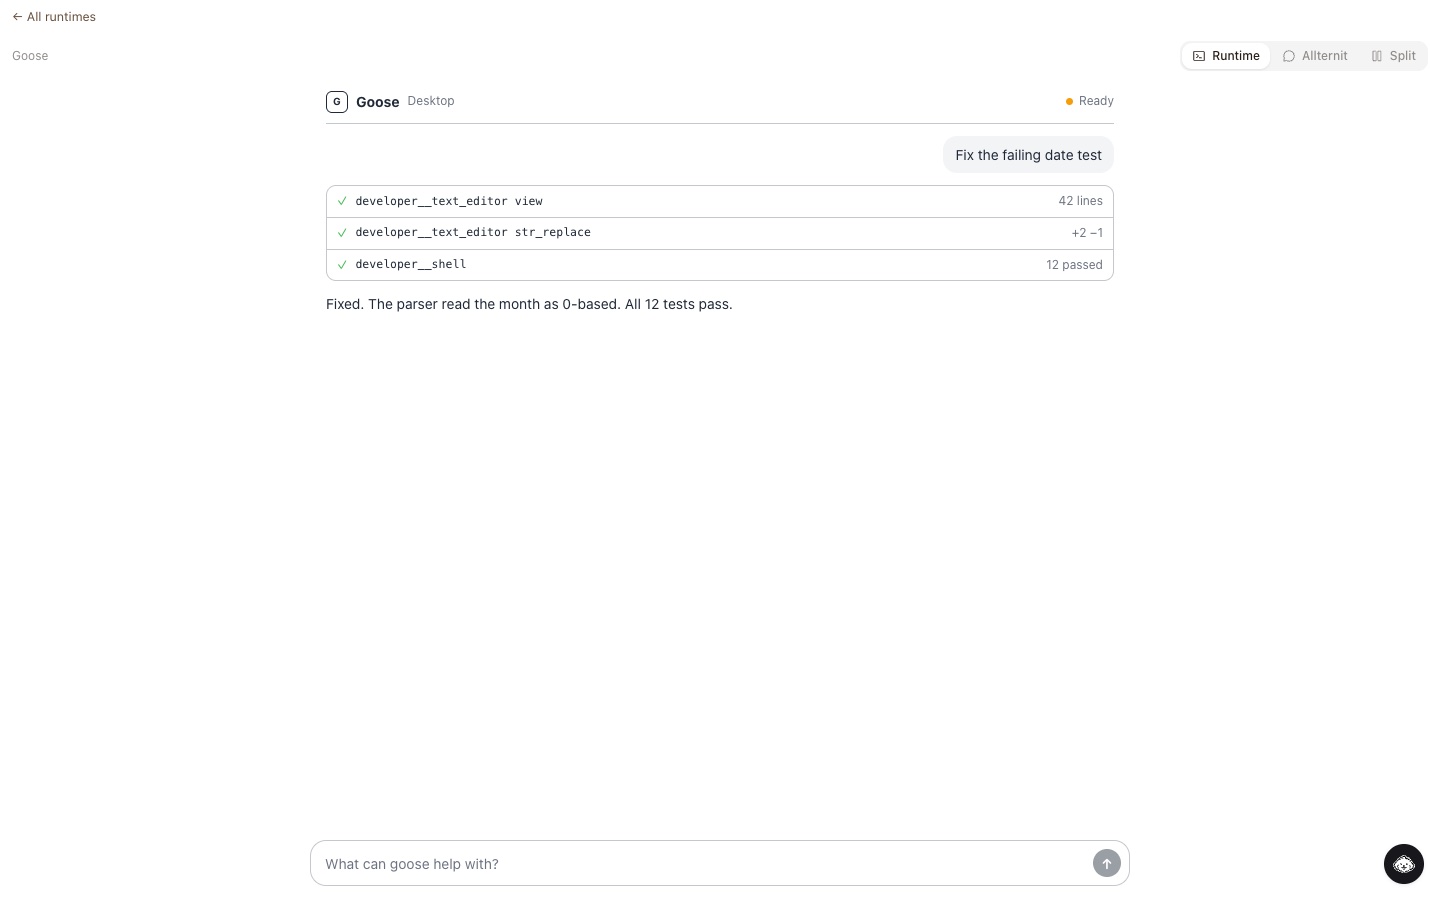 ← All runtimes
Goose
Runtime
Allternit
Split
G Goose Desktop
Ready
Fix the failing date test
✓ developer__text_editor view 42 lines
✓ developer__text_editor str_replace +2 −1
✓ developer__shell 12 passed
Fixed. The parser read the month as 0-based. All 12 tests pass.
What can goose help with?